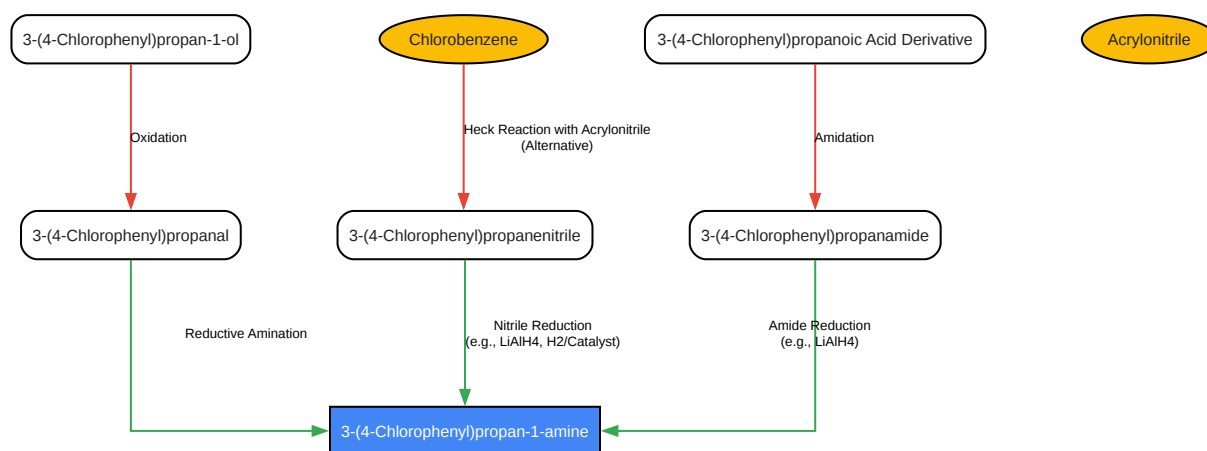 3-(4-Chlorophenyl)propan-1-ol
Chlorobenzene
3-(4-Chlorophenyl)propanoic Acid Derivative
Acrylonitrile
Oxidation
Heck Reaction with Acrylonitrile
(Alternative)
Amidation
3-(4-Chlorophenyl)propanal
3-(4-Chlorophenyl)propanenitrile
3-(4-Chlorophenyl)propanamide
Reductive Amination
Nitrile Reduction
(e.g., LiAlH4, H2/Catalyst)
Amide Reduction
(e.g., LiAlH4)
3-(4-Chlorophenyl)propan-1-amine